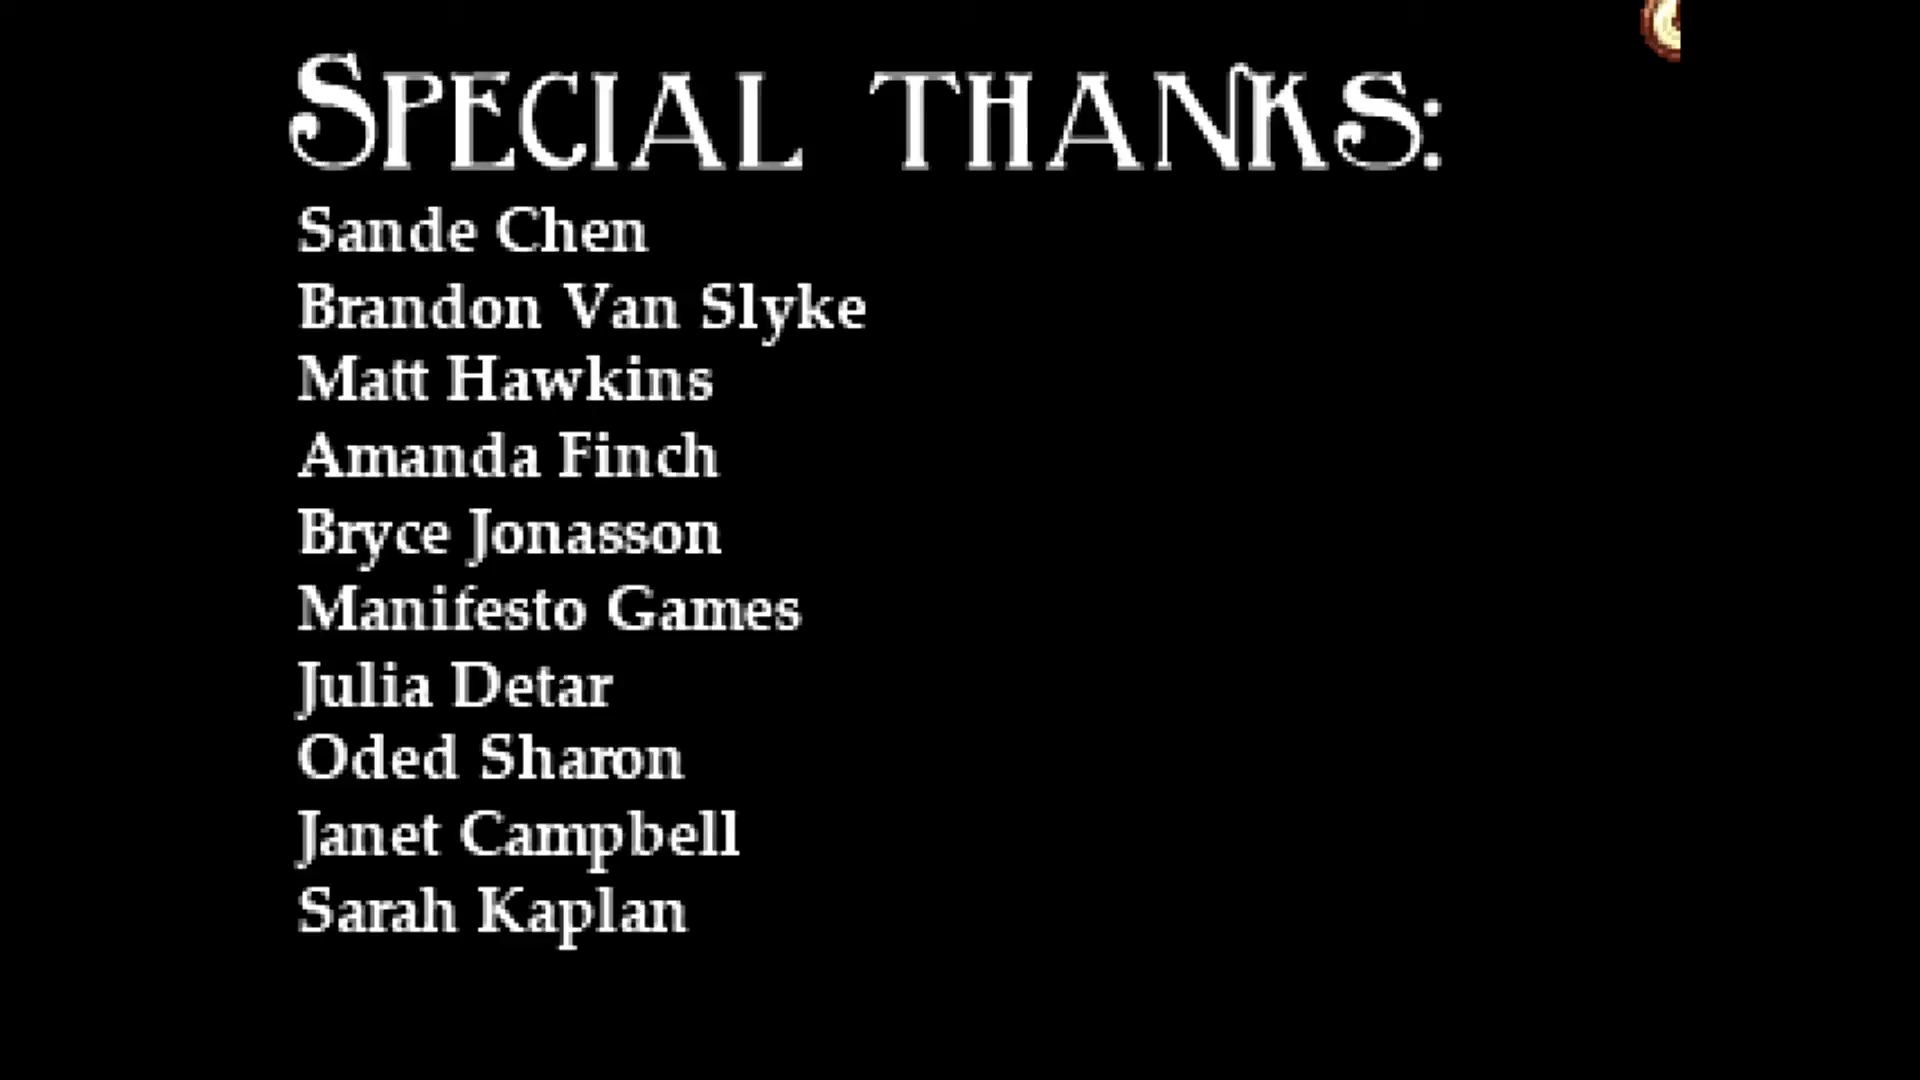 SPECIAL THANKS:
Sande Chen
Brandon Van Slyke
Matt Hawkins
Amanda Finch
Bryce Jonasson
Manifesto Games
Julia Detar
Oded Sharon
Janet Campbell
Sarah Kaplan